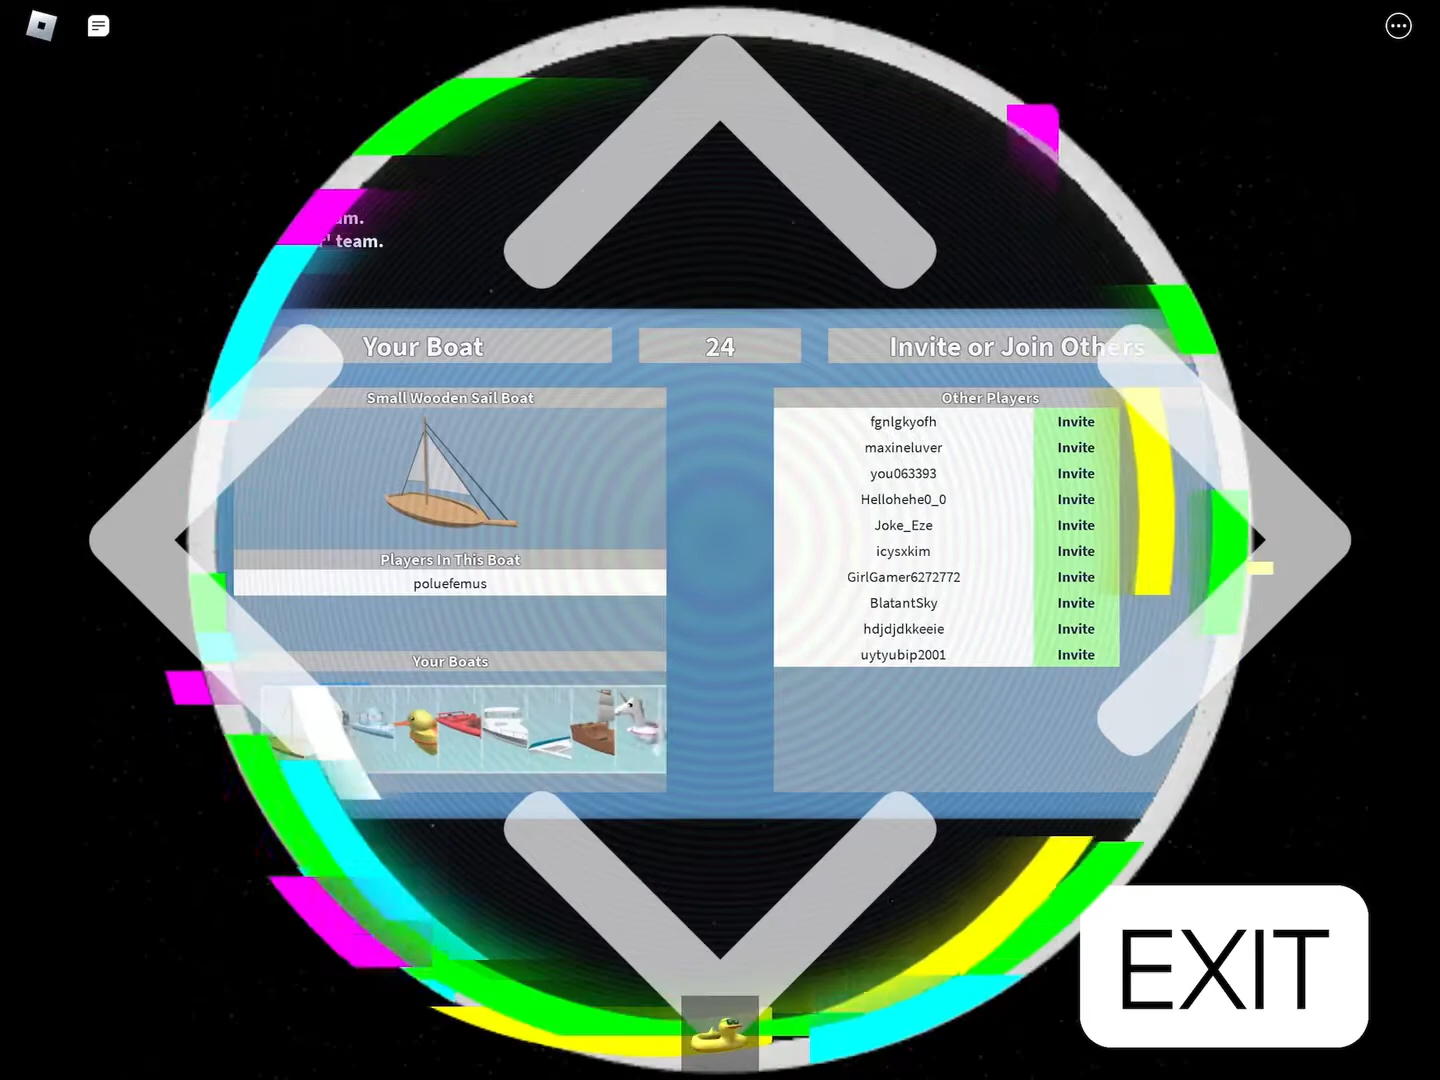 am.
r' team.
Your Boat
24
Invite or Join Others
Small Wooden Sail Boat
Other Players
fgnlgkyofh Invite
maxineluver Invite
you063393 Invite
Hellohehe0_0 Invite
Joke_Eze Invite
icysxkim Invite
GirlGamer6272772 Invite
BlatantSky Invite
hdjdjdkkeeie Invite
uytyubip2001 Invite
Players In This Boat
poluefemus
Your Boats
EXIT